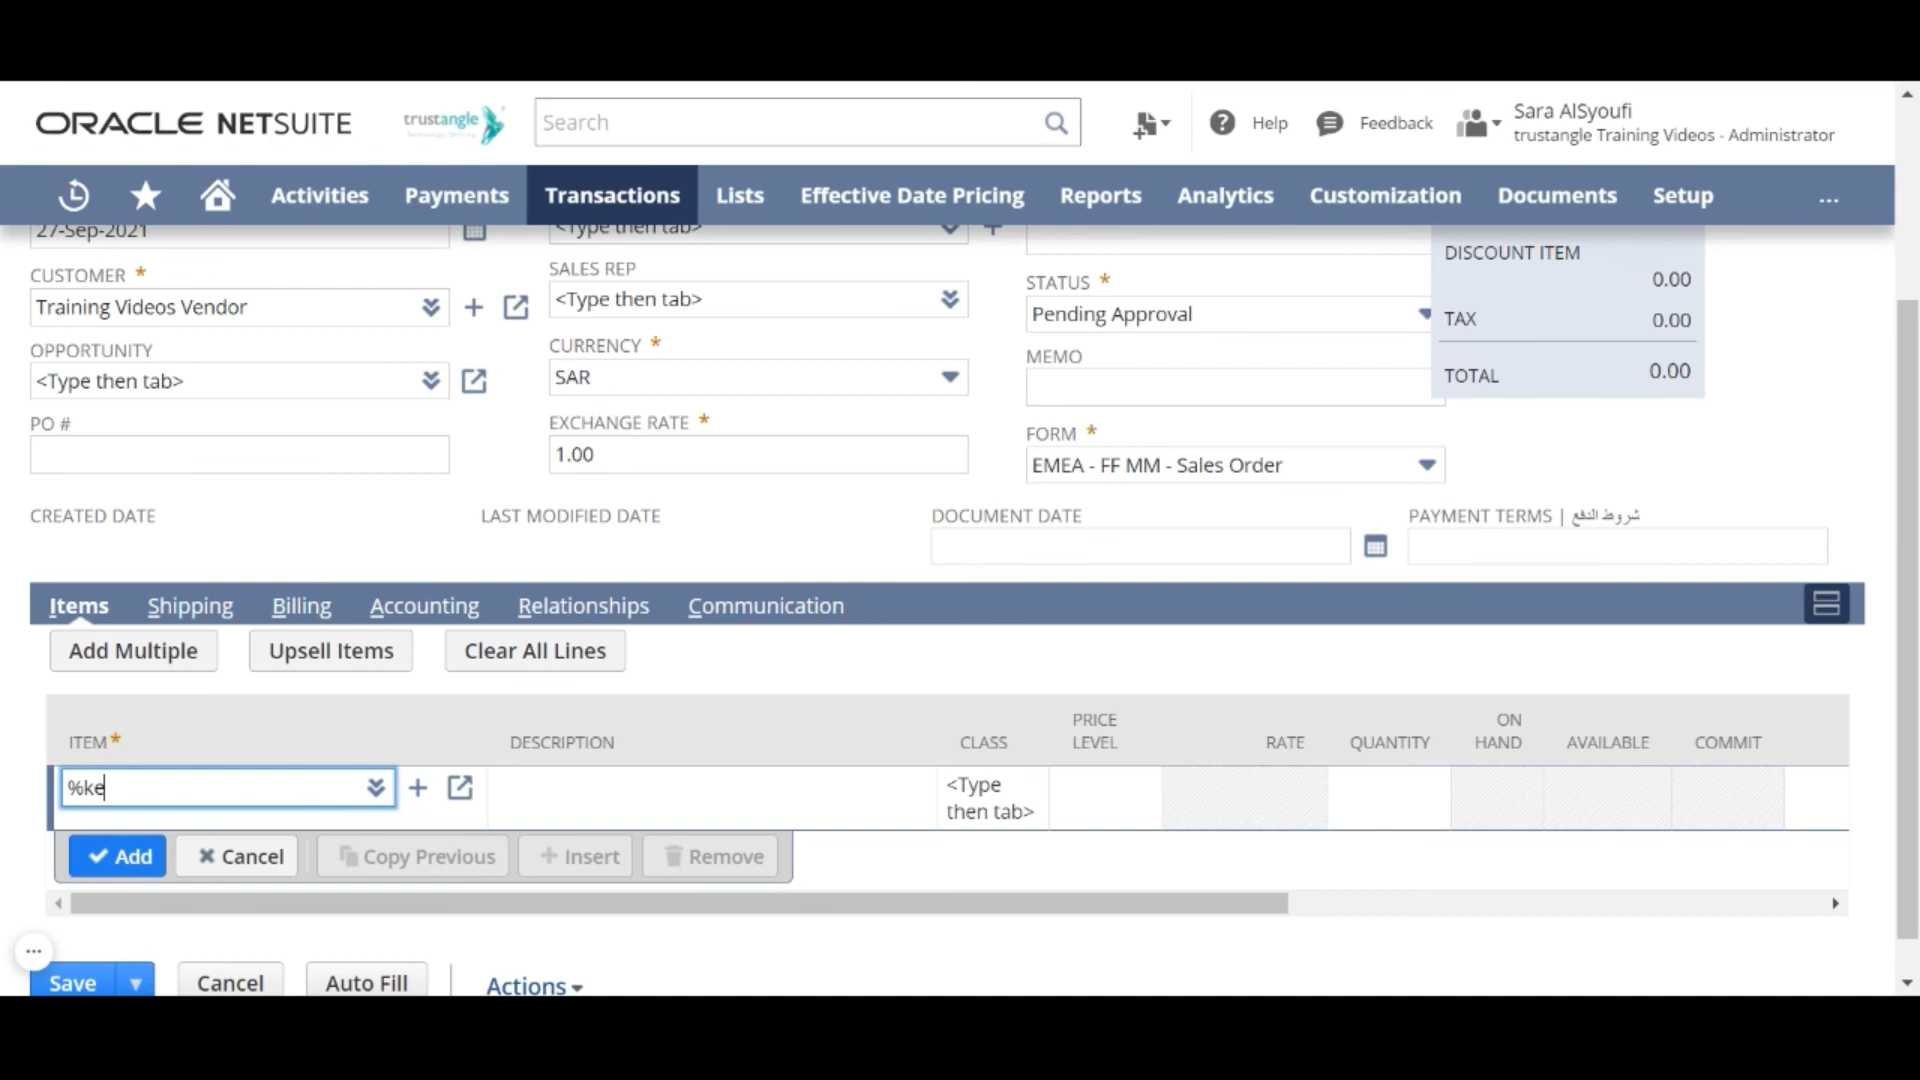 ORACLE NETSUITE
trustangle
Search
Help
Feedback
Sara AlSyoufi
trustangle Training Videos - Administrator
Activities
Payments
Transactions
Lists
Effective Date Pricing
Reports
Analytics
Customization
Documents
Setup
...
27-Sep-2021
<Type then tab>
CUSTOMER *
Training Videos Vendor
OPPORTUNITY
<Type then tab>
PO #
SALES REP
<Type then tab>
CURRENCY *
SAR
EXCHANGE RATE *
1.00
STATUS *
Pending Approval
MEMO
FORM *
EMEA - FF MM - Sales Order
DISCOUNT ITEM
0.00
TAX 0.00
TOTAL 0.00
CREATED DATE
LAST MODIFIED DATE
DOCUMENT DATE
PAYMENT TERMS | شروط الدفع
Items
Shipping
Billing
Accounting
Relationships
Communication
Add Multiple
Upsell Items
Clear All Lines
ITEM *
DESCRIPTION
CLASS
PRICE
LEVEL
RATE
QUANTITY
ON
HAND
AVAILABLE
COMMIT
%ke
<Type
then tab>
Add
Cancel
Copy Previous
Insert
Remove
Save
Cancel
Auto Fill
Actions